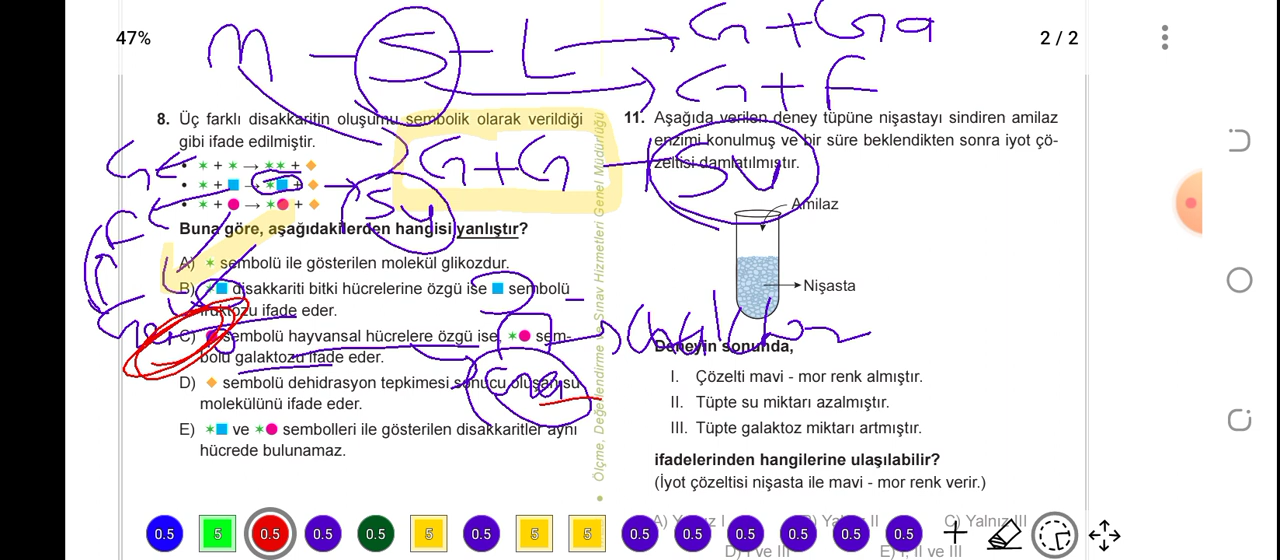 M - S - L → G + Ga
47%
2 / 2
→ G + F
8. Üç farklı disakkaritin oluşumu sembolik olarak verildiği
gibi ifade edilmiştir.
G + G
SU
• * + * → ** + ◆
• * + ■ → *■ + ◆
• * + ● → *● + ◆
Buna göre, aşağıdakilerden hangisi yanlıştır?
A) * sembolü ile gösterilen molekül glikozdur.
B) *■ disakkariti bitki hücrelerine özgü ise ■ sembolü
fruktozu ifade eder.
C) ● sembolü hayvansal hücrelere özgü ise, *● sem-
bolü galaktozu ifade eder.
D) ◆ sembolü dehidrasyon tepkimesi sonucu oluşan su
molekülünü ifade eder.
E) *■ ve *● sembolleri ile gösterilen disakkaritler aynı
hücrede bulunamaz.
Ölçme, Değerlendirme ve Sınav Hizmetleri Genel Müdürlüğü
11. Aşağıda verilen deney tüpüne nişastayı sindiren amilaz
enzimi konulmuş ve bir süre beklendikten sonra iyot çö-
zeltisi damlatılmıştır.
SU
Amilaz
Nişasta
Deneyin sonunda,
I. Çözelti mavi - mor renk almıştır.
II. Tüpte su miktarı azalmıştır.
III. Tüpte galaktoz miktarı artmıştır.
ifadelerinden hangilerine ulaşılabilir?
(İyot çözeltisi nişasta ile mavi - mor renk verir.)
A) Yalnız I B) Yalnız II C) Yalnız III
D) I ve III E) I, II ve III
0.5 5 0.5 0.5 0.5 5 0.5 5 5 0.5 0.5 0.5 0.5 0.5 0.5